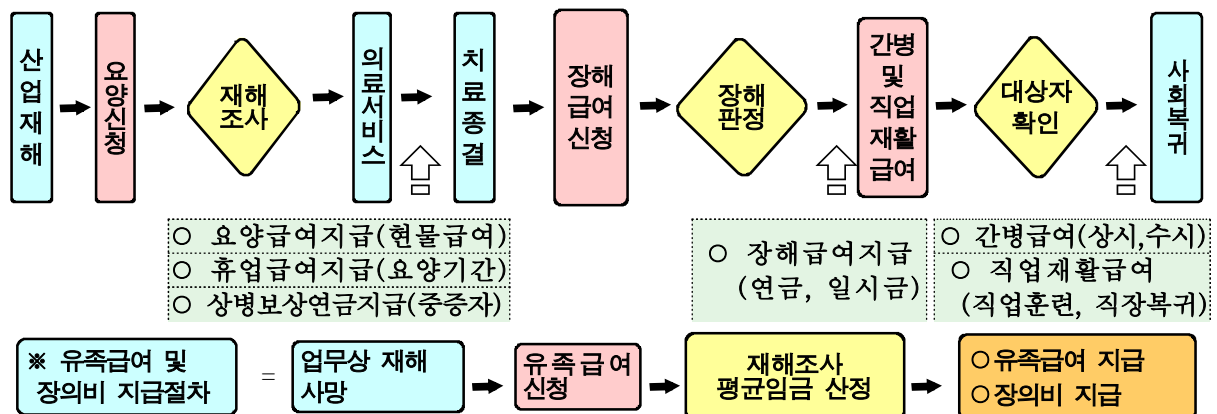 산업재해
요양신청
재해
조사
의료서비스
치료종결
장해
급여
신청
장해
판정
간병
및
직업
재활
급여
대상자
확인
사회복귀
○ 요양급여지급(현물급여)
○ 휴업급여지급(요양기간)
○ 상병보상연금지급(중증자)
○ 장해급여지급
(연금, 일시금)
○ 간병급여(상시,수시)
○ 직업재활급여
(직업훈련, 직장복귀)
※ 유족급여 및
장의비 지급절차
=
업무상 재해
사망
유족급여
신청
재해조사
평균임금 산정
○유족급여 지급
○장의비 지급